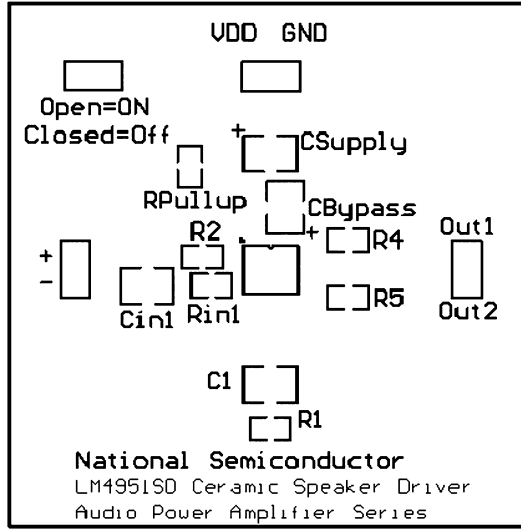 VDD GND
Open=ON
Closed=Off
+
CSupply
RPullup
CBypass
+
R2
R4
Out1
+
-
Cin1
Rin1
R5
Out2
C1
R1
National Semiconductor
LM4951SD Ceramic Speaker Driver
Audio Power Amplifier Series